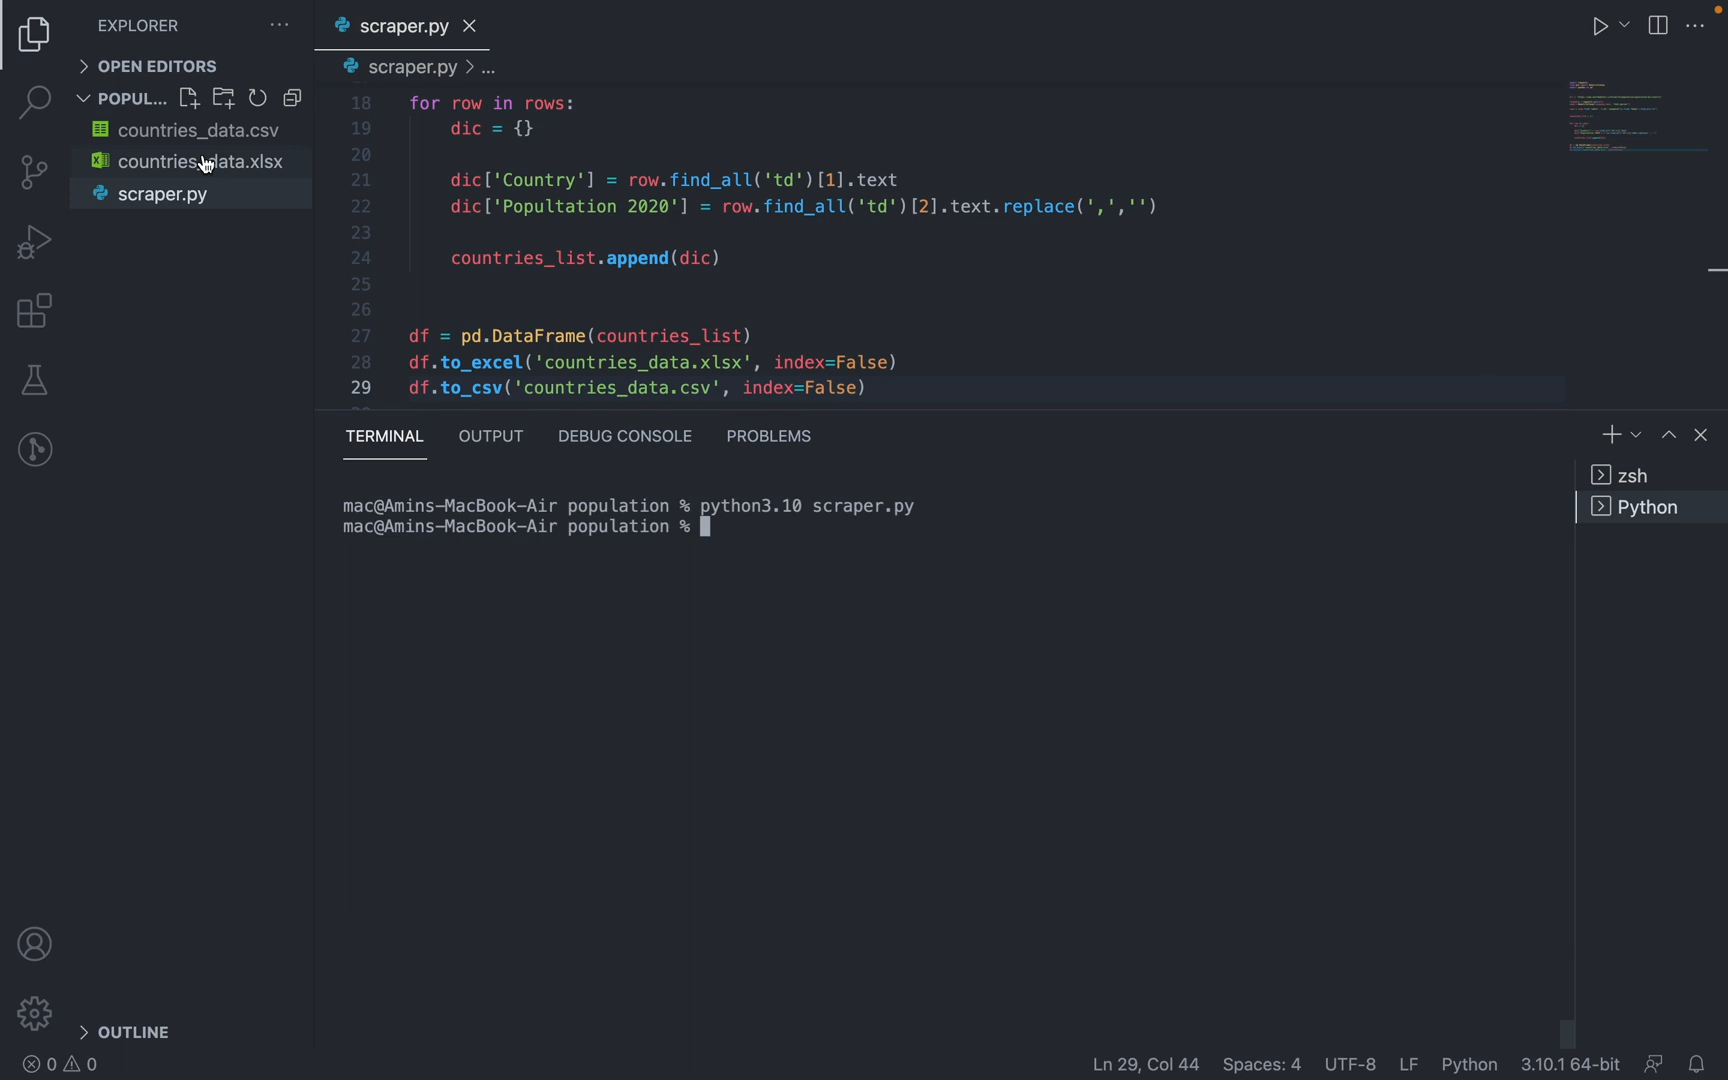 EXPLORER
OPEN EDITORS
POPUL...
countries_data.csv
countries_data.xlsx
scraper.py
OUTLINE
scraper.py
scraper.py > ...
18 for row in rows:
19 dic = {}
20
21 dic['Country'] = row.find_all('td')[1].text
22 dic['Popultation 2020'] = row.find_all('td')[2].text.replace(',','')
23
24 countries_list.append(dic)
25
26
27 df = pd.DataFrame(countries_list)
28 df.to_excel('countries_data.xlsx', index=False)
29 df.to_csv('countries_data.csv', index=False)
TERMINAL OUTPUT DEBUG CONSOLE PROBLEMS
mac@Amins-MacBook-Air population % python3.10 scraper.py
mac@Amins-MacBook-Air population %
zsh
Python
0 0
Ln 29, Col 44 Spaces: 4 UTF-8 LF Python 3.10.1 64-bit